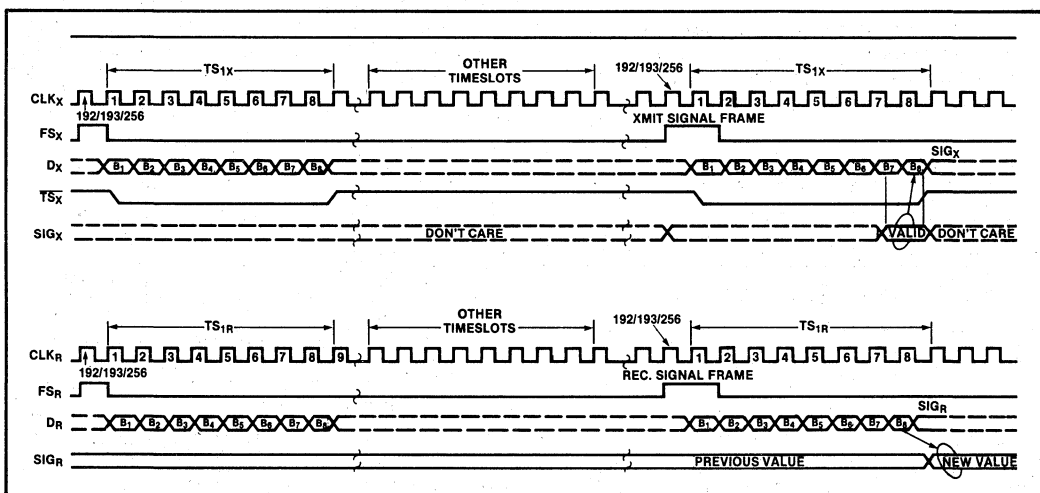 TS1X OTHER TIMESLOTS 192/193/256 TS1X
CLKX 1 2 3 4 5 6 7 8 1 2 3 4 5 6 7 8
192/193/256 XMIT SIGNAL FRAME
FSX
SIGX
DX B1 B2 B3 B4 B5 B6 B7 B8 B1 B2 B3 B4 B5 B6 B7 B8
TSX
SIGX DON'T CARE VALID DON'T CARE
TS1R OTHER TIMESLOTS 192/193/256 TS1R
CLKR 1 2 3 4 5 6 7 8 9 1 2 3 4 5 6 7 8
192/193/256 REC. SIGNAL FRAME
FSR
SIGR
DR B1 B2 B3 B4 B5 B6 B7 B8 B1 B2 B3 B4 B5 B6 B7 B8
SIGR PREVIOUS VALUE NEW VALUE